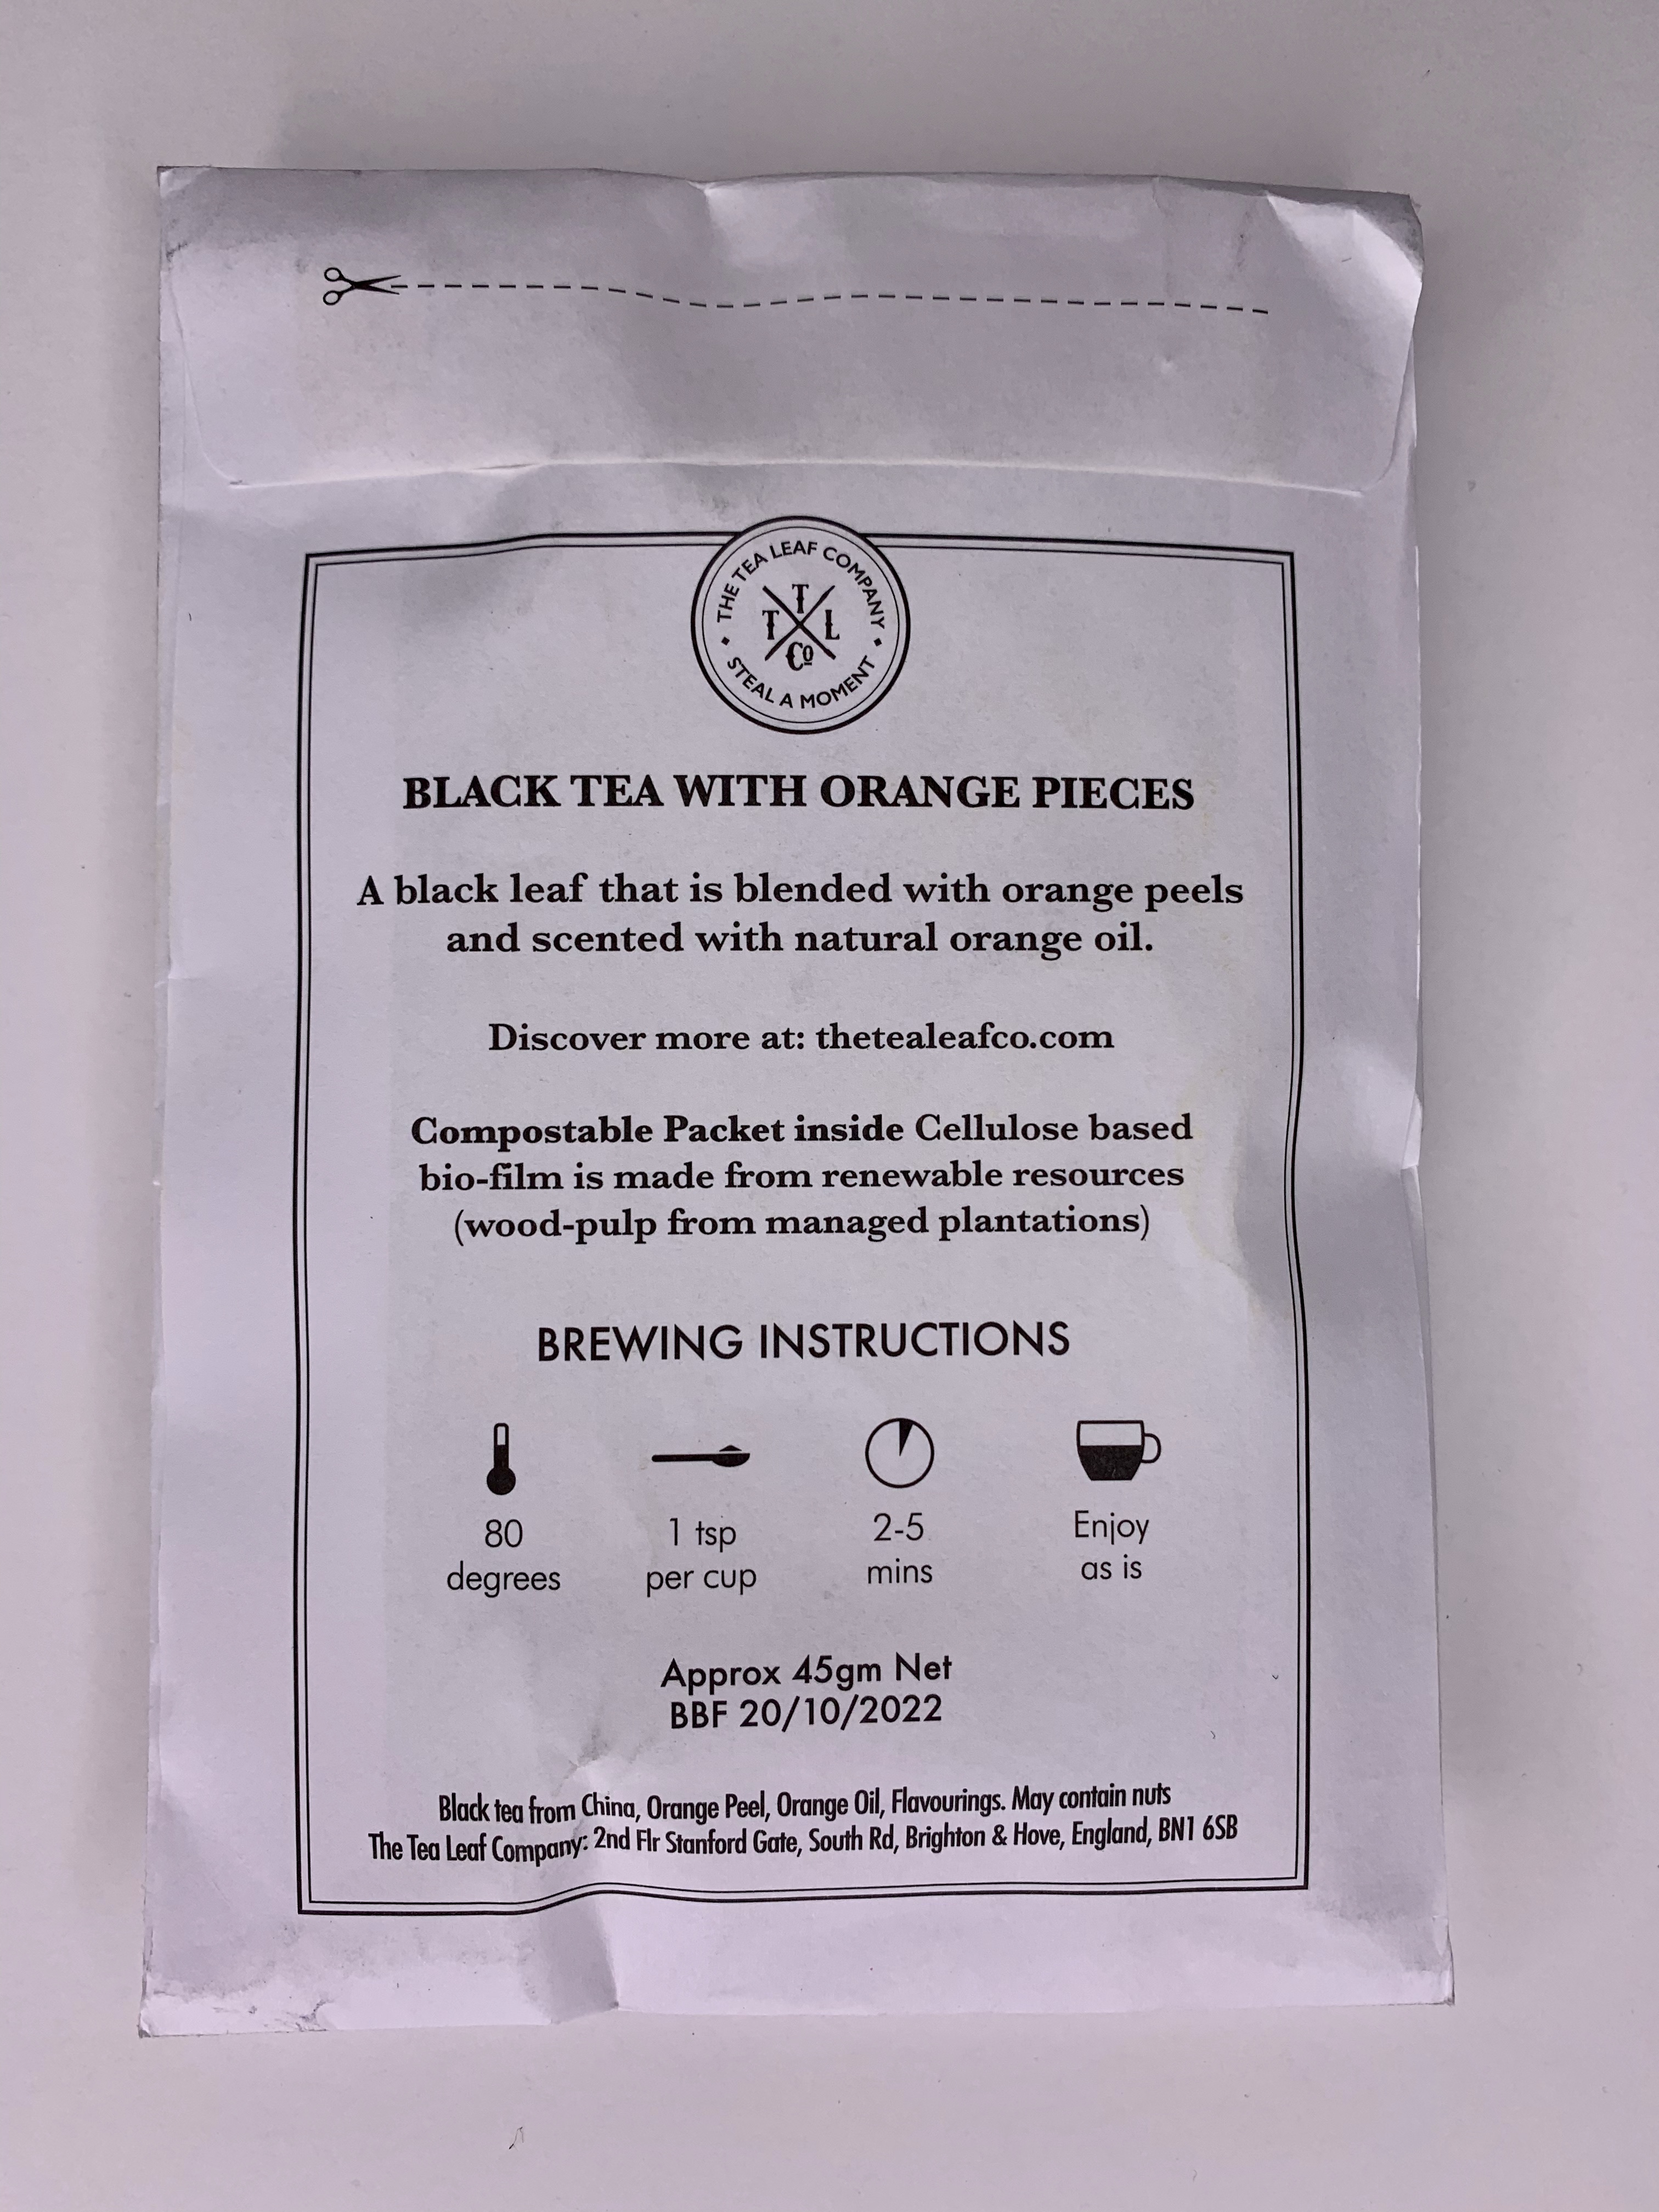 THE TEA LEAF COMPANY
T
T L
Co
STEAL A MOMENT
BLACK TEA WITH ORANGE PIECES
A black leaf that is blended with orange peels
and scented with natural orange oil.
Discover more at: thetealeafco.com
Compostable Packet inside Cellulose based
bio-film is made from renewable resources
(wood-pulp from managed plantations)
BREWING INSTRUCTIONS
80 1 tsp 2-5 Enjoy
degrees per cup mins as is
Approx 45gm Net
BBF 20/10/2022
Black tea from China, Orange Peel, Orange Oil, Flavourings. May contain nuts
The Tea Leaf Company: 2nd Flr Stanford Gate, South Rd, Brighton & Hove, England, BN1 6SB